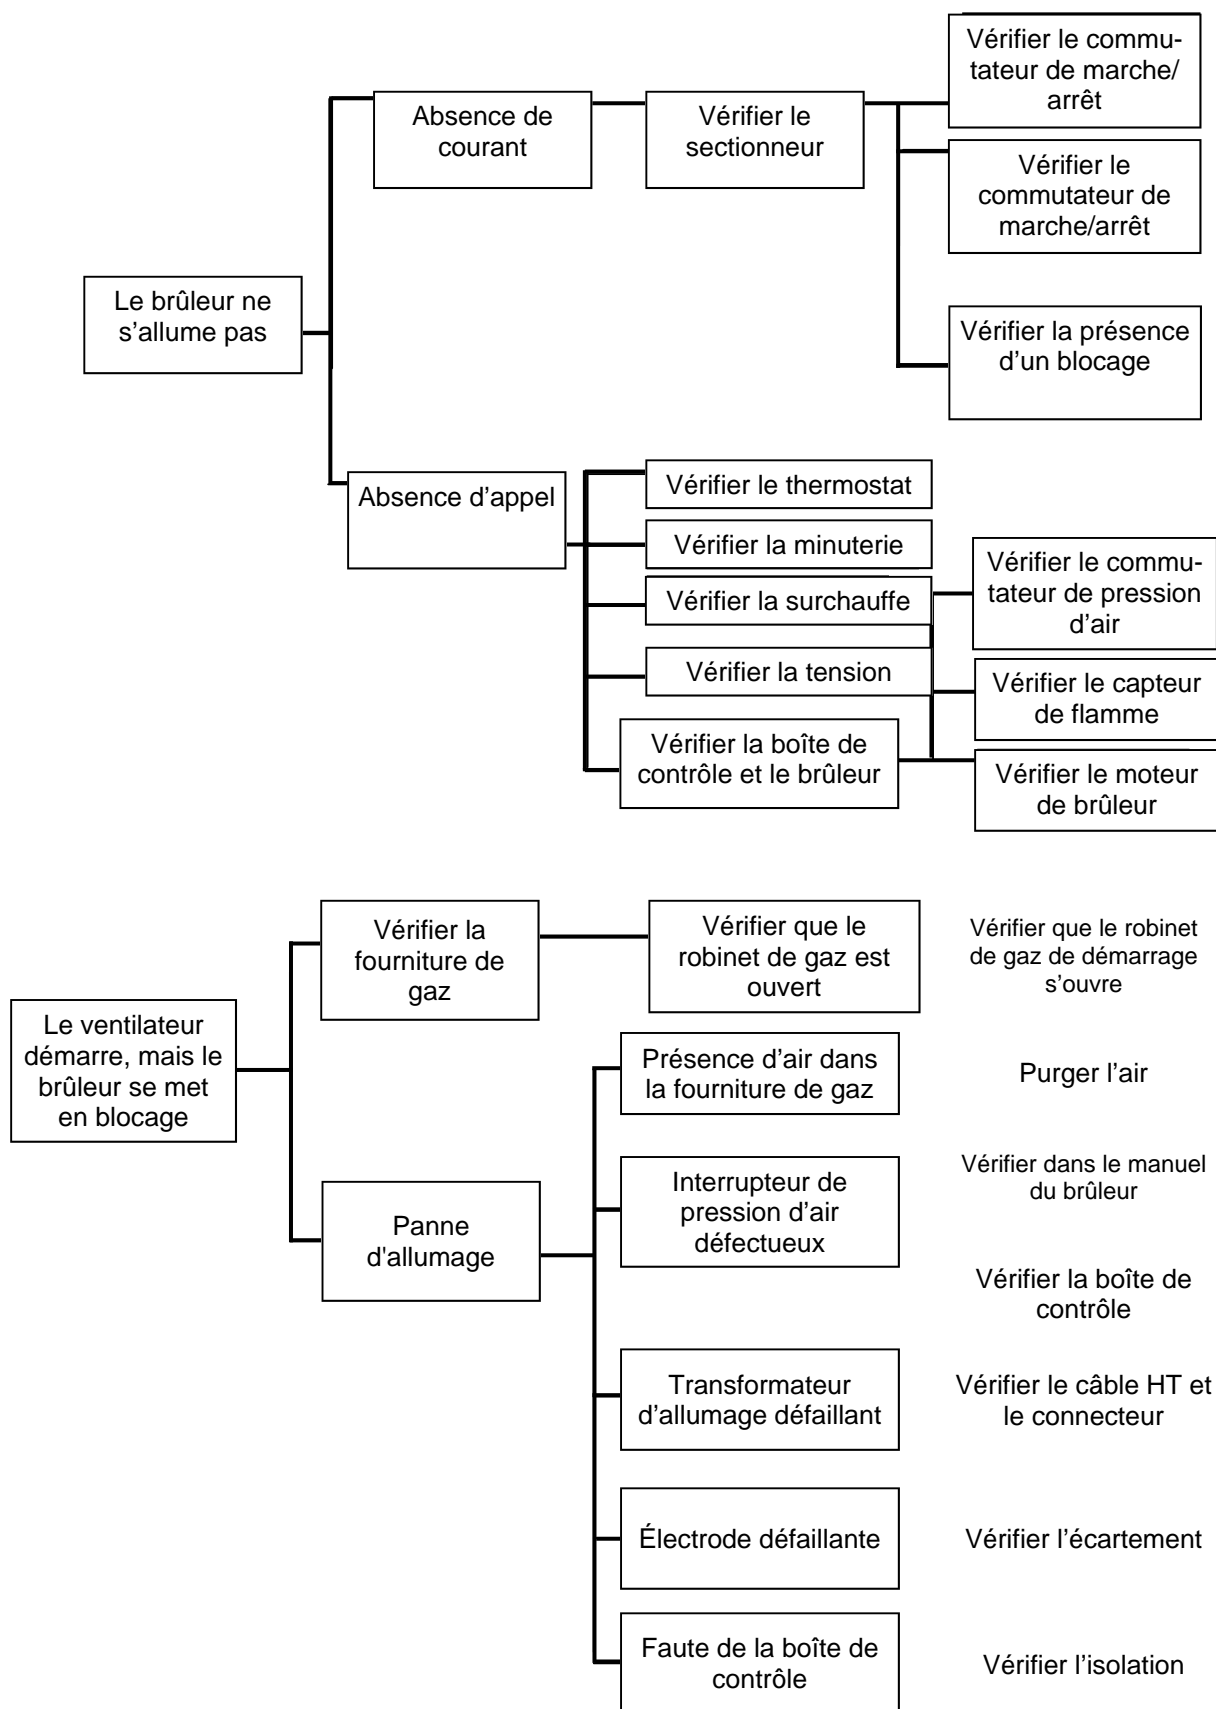 Vérifier le commu-
tateur de marche/
arrêt
Absence de
courant
Vérifier le
sectionneur
Vérifier le
commutateur de
marche/arrêt
Le brûleur ne
s’allume pas
Vérifier la présence
d’un blocage
Absence d’appel
Vérifier le thermostat
Vérifier la minuterie
Vérifier la surchauffe
Vérifier la tension
Vérifier la boîte de
contrôle et le brûleur
Vérifier le commu-
tateur de pression
d’air
Vérifier le capteur
de flamme
Vérifier le moteur
de brûleur
Vérifier la
fourniture de
gaz
Vérifier que le
robinet de gaz est
ouvert
Vérifier que le robinet
de gaz de démarrage
s’ouvre
Le ventilateur
démarre, mais le
brûleur se met
en blocage
Présence d’air dans
la fourniture de gaz
Purger l’air
Panne
d'allumage
Interrupteur de
pression d’air
défectueux
Vérifier dans le manuel
du brûleur
Vérifier la boîte de
contrôle
Transformateur
d’allumage défaillant
Vérifier le câble HT et
le connecteur
Électrode défaillante
Vérifier l’écartement
Faute de la boîte de
contrôle
Vérifier l’isolation